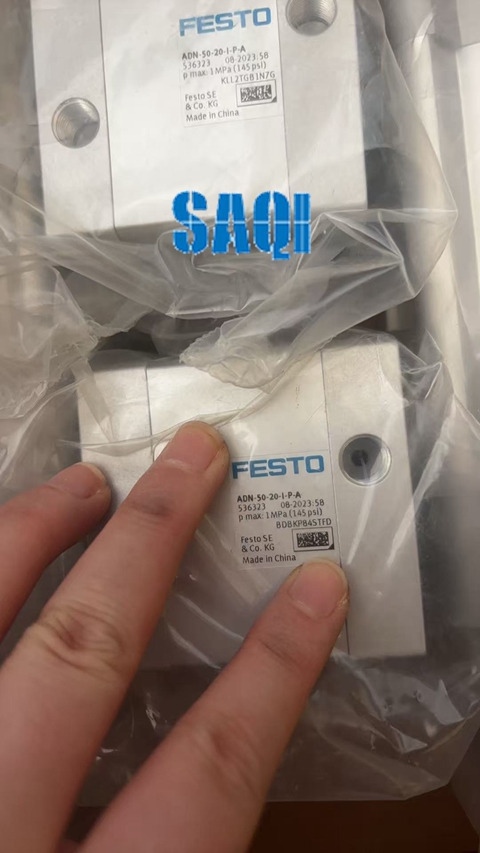 FESTO
ADN-50-20-I-P-A
536323 08-2023:58
p max: 1MPa (145 psi)
KLL2TGB1N7G
Festo SE
& Co. KG
Made in China
SAQI
FESTO
ADN-50-20-I-P-A
536323 08-2023:58
p max: 1MPa (145 psi)
BDBKPB4STFD
Festo SE
& Co. KG
Made in China